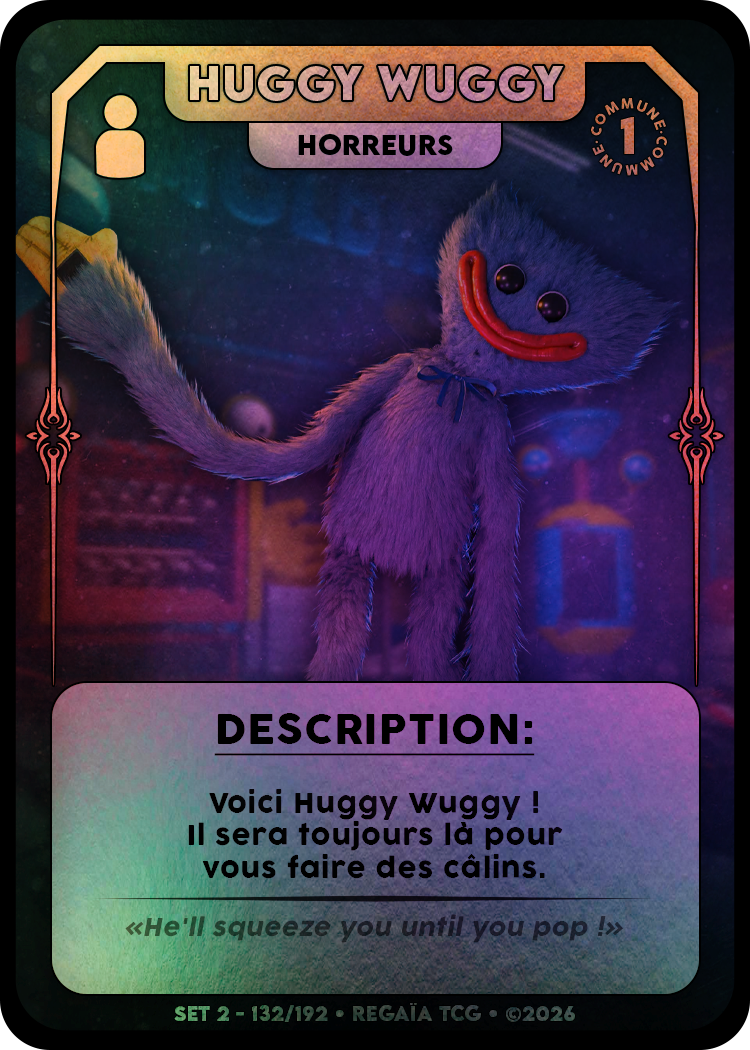 HUGGY WUGGY
HORREURS
COMMUNE · COMMUNE ·
1
DESCRIPTION:
Voici Huggy Wuggy !
Il sera toujours là pour
vous faire des câlins.
«He'll squeeze you until you pop !»
SET 2 - 132/192 • REGAÏA TCG • ©2026